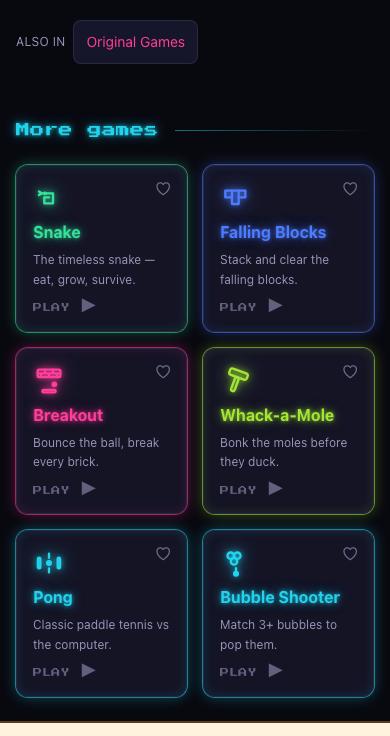 ALSO IN Original Games
More games
Snake
The timeless snake —
eat, grow, survive.
PLAY
Falling Blocks
Stack and clear the
falling blocks.
PLAY
Breakout
Bounce the ball, break
every brick.
PLAY
Whack-a-Mole
Bonk the moles before
they duck.
PLAY
Pong
Classic paddle tennis vs
the computer.
PLAY
Bubble Shooter
Match 3+ bubbles to
pop them.
PLAY